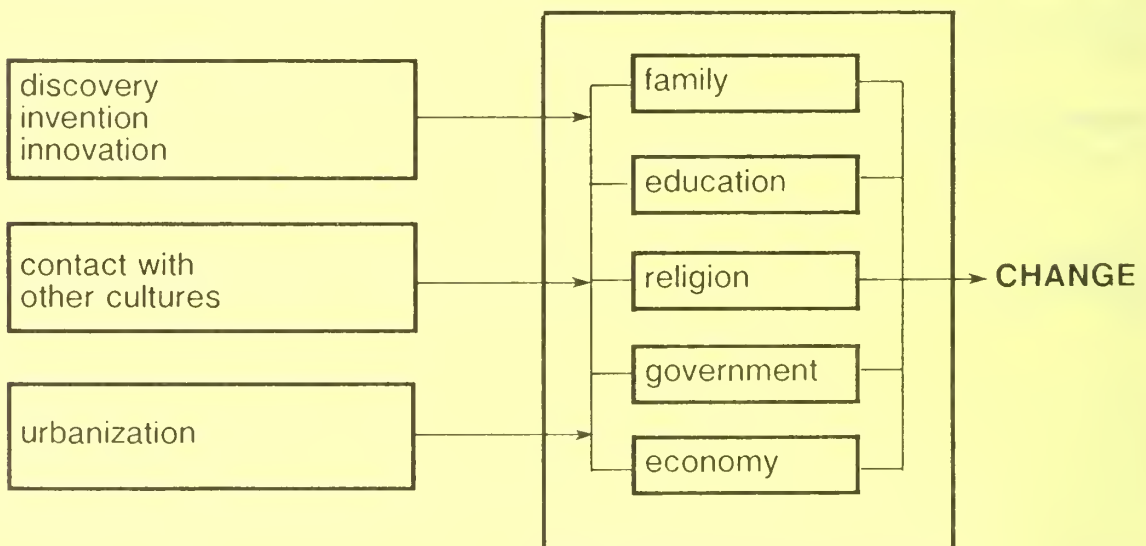 discovery
invention
innovation
contact with
other cultures
urbanization
family
education
religion
government
economy
CHANGE